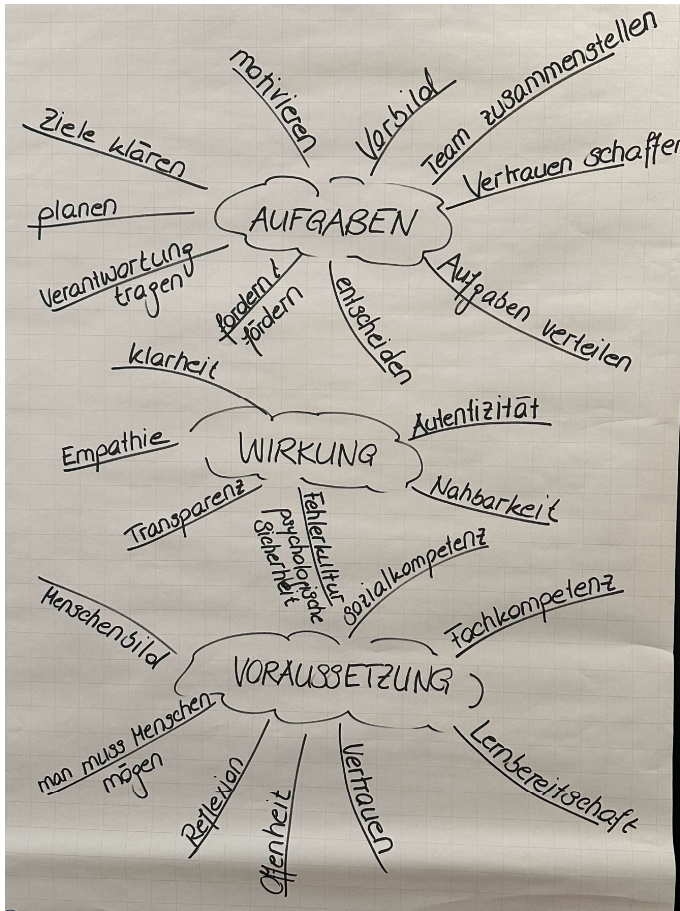 motivieren
Vorbild
Team zusammenstellen
Ziele klären
Vertrauen schaffen
planen
AUFGABEN
Verantwortung
tragen
fordern +
fördern
entscheiden
Aufgaben verteilen
Klarheit
Autentizität
Empathie
WIRKUNG
Transparenz
Nahbarkeit
Fehlerkultur
psychologische
Sicherheit
Sozialkompetenz
Fachkompetenz
Menschenbild
VORAUSSETZUNG
man muss Menschen
mögen
Reflexion
Offenheit
Vertrauen
Lernbereitschaft